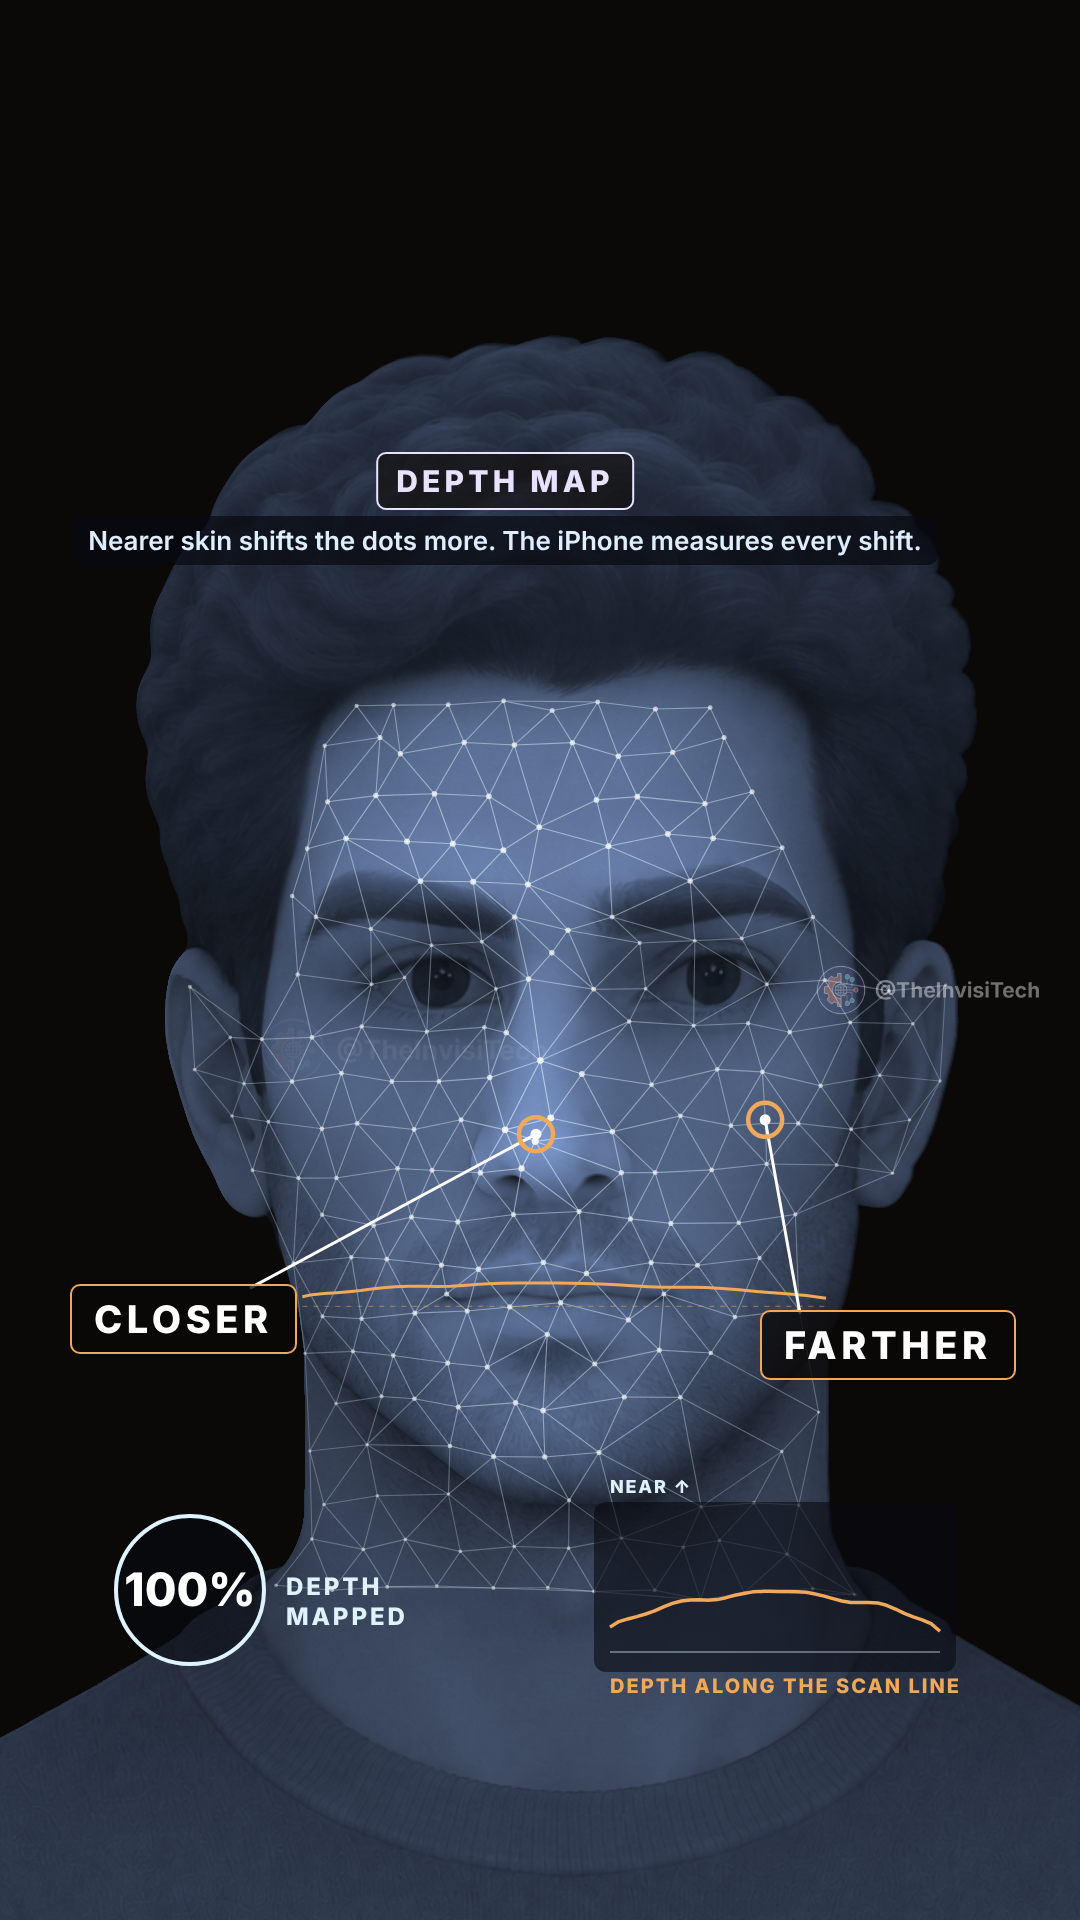 DEPTH MAP
Nearer skin shifts the dots more. The iPhone measures every shift.
@TheInvisiTech
@TheInvisiTec
CLOSER
FARTHER
NEAR ↑
100%
DEPTH
MAPPED
DEPTH ALONG THE SCAN LINE